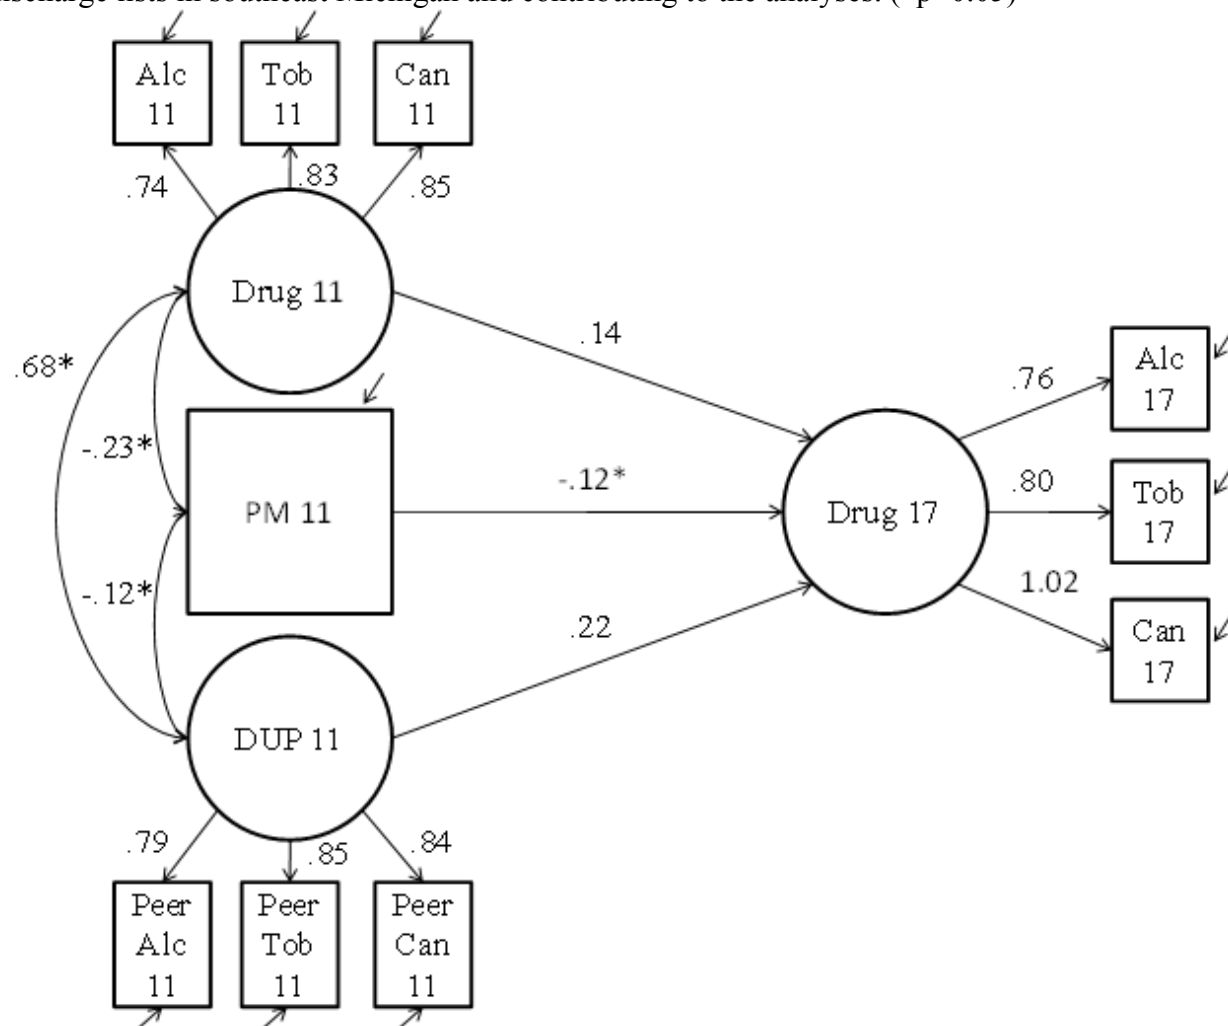 discharge lists in southeast Michigan and contributing to the analyses.
Alc
11
Tob
11
Can
11
.74
.83
.85
Drug 11
.68*
-.23*
PM 11
-.12*
DUP 11
.14
-.12*
.22
Drug 17
.76
.80
1.02
Alc
17
Tob
17
Can
17
.79
.85
.84
Peer
Alc
11
Peer
Tob
11
Peer
Can
11